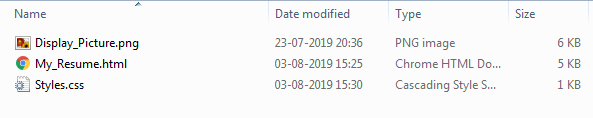 Name Date modified Type Size
Display_Picture.png 23-07-2019 20:36 PNG image 6 KB
My_Resume.html 03-08-2019 15:25 Chrome HTML Do... 5 KB
Styles.css 03-08-2019 15:30 Cascading Style S... 1 KB